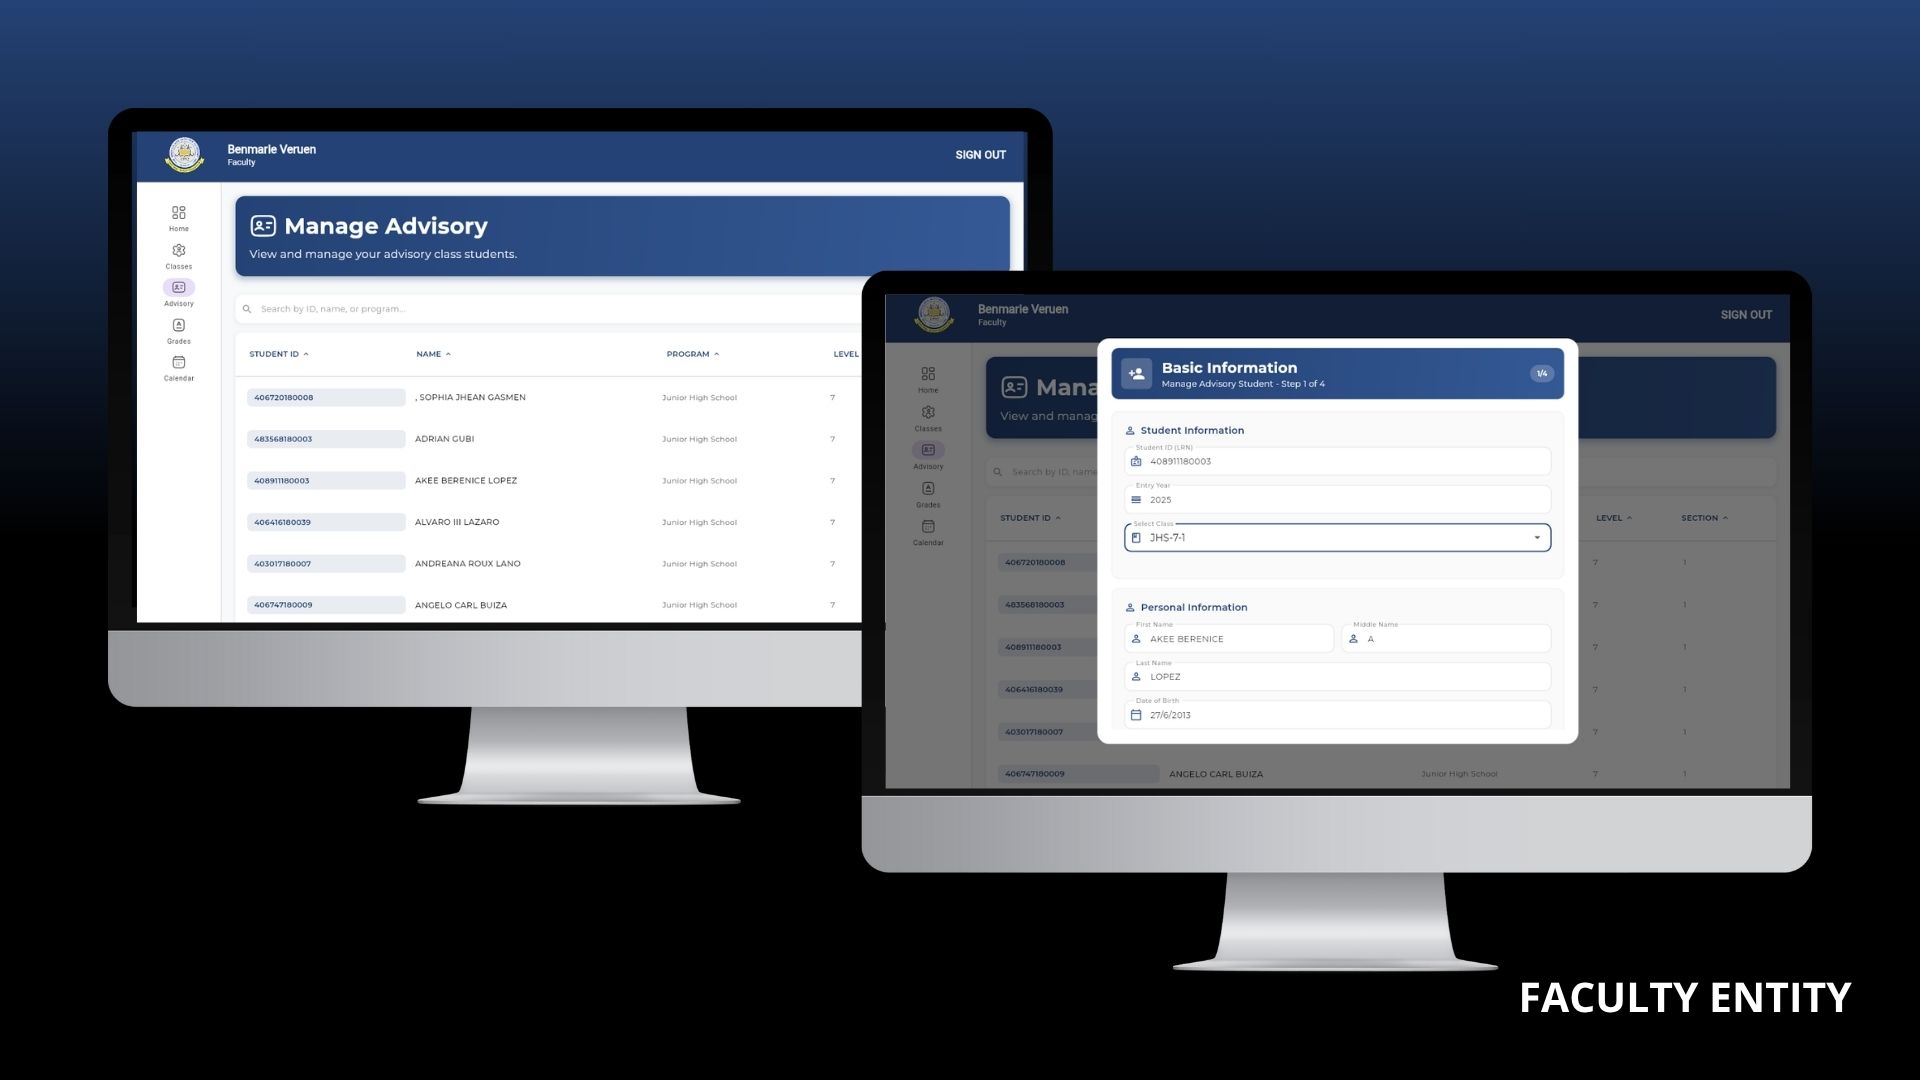 Benmarie Veruen
Faculty
SIGN OUT
Home
Classes
Advisory
Grades
Calendar
Manage Advisory
View and manage your advisory class students.
Search by ID, name, or program...
STUDENT ID NAME PROGRAM LEVEL
406720180008 , SOPHIA JHEAN GASMEN Junior High School 7
483568180003 ADRIAN GUBI Junior High School 7
408911180003 AKEE BERENICE LOPEZ Junior High School 7
406416180039 ALVARO III LAZARO Junior High School 7
403017180007 ANDREANA ROUX LANO Junior High School 7
406747180009 ANGELO CARL BUIZA Junior High School 7
Benmarie Veruen
Faculty
SIGN OUT
Home
Classes
Advisory
Grades
Calendar
Mana
View and manag
Search by ID, name
STUDENT ID LEVEL SECTION
406720180008 7 1
483568180003 7 1
408911180003 7 1
406416180039 7 1
403017180007 7 1
406747180009 ANGELO CARL BUIZA Junior High School 7 1
Basic Information
Manage Advisory Student - Step 1 of 4
1/4
Student Information
Student ID (LRN)
408911180003
Entry Year
2025
Select Class
JHS-7-1
Personal Information
First Name
AKEE BERENICE
Middle Name
A
Last Name
LOPEZ
Date of Birth
27/6/2013
FACULTY ENTITY